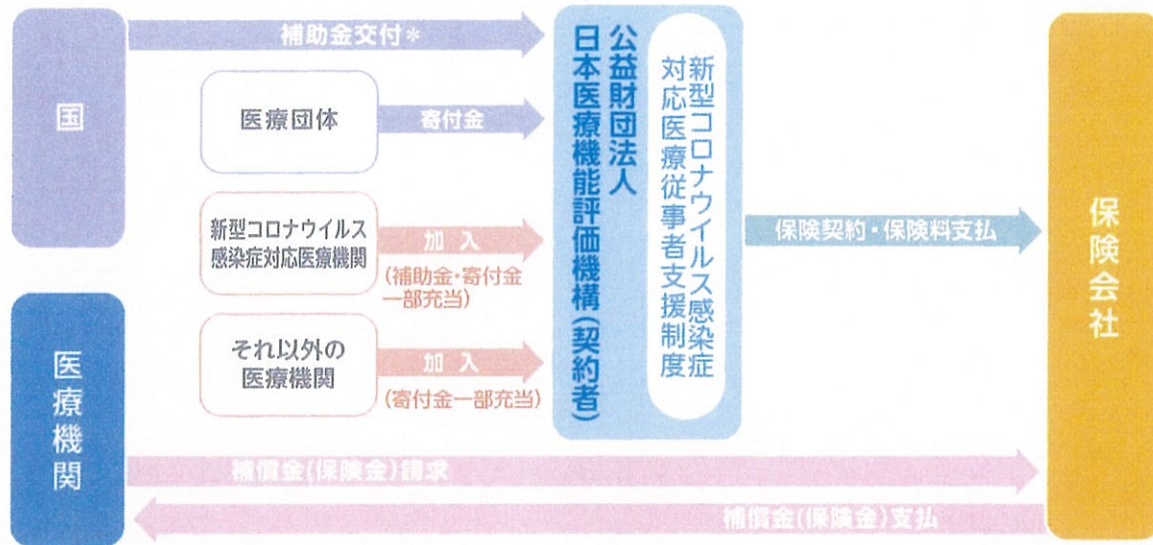 国
補助金交付*
医療団体
寄付金
新型コロナウイルス
感染症対応医療機関
加入
(補助金・寄付金
一部充当)
それ以外の
医療機関
加入
(寄付金一部充当)
医療機関
公益財団法人
日本医療機能評価機構(契約者)
新型コロナウイルス感染症
対応医療従事者支援制度
保険契約・保険料支払
保険会社
補償金(保険金)請求
補償金(保険金)支払